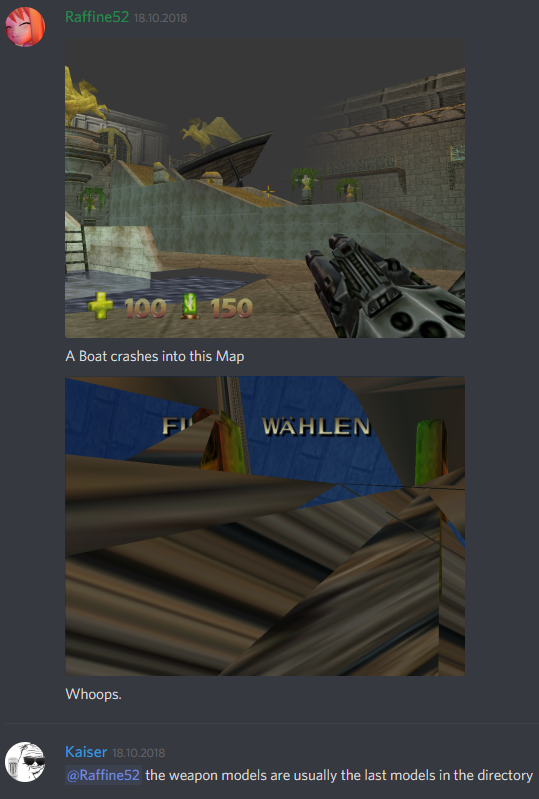 Raffine52 18.10.2018
100 150
A Boat crashes into this Map
WÄHLEN
Whoops.
Kaiser 18.10.2018
@Raffine52 the weapon models are usually the last models in the directory